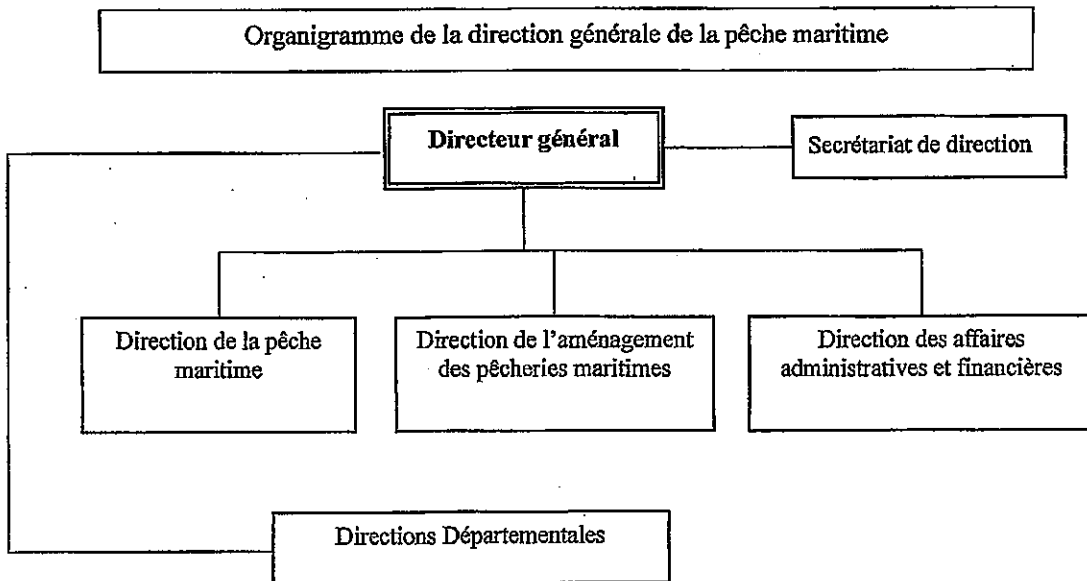 Organigramme de la direction générale de la pêche maritime
Directeur général
Secrétariat de direction
Direction de la pêche
maritime
Direction de l'aménagement
des pêcheries maritimes
Direction des affaires
administratives et financières
Directions Départementales